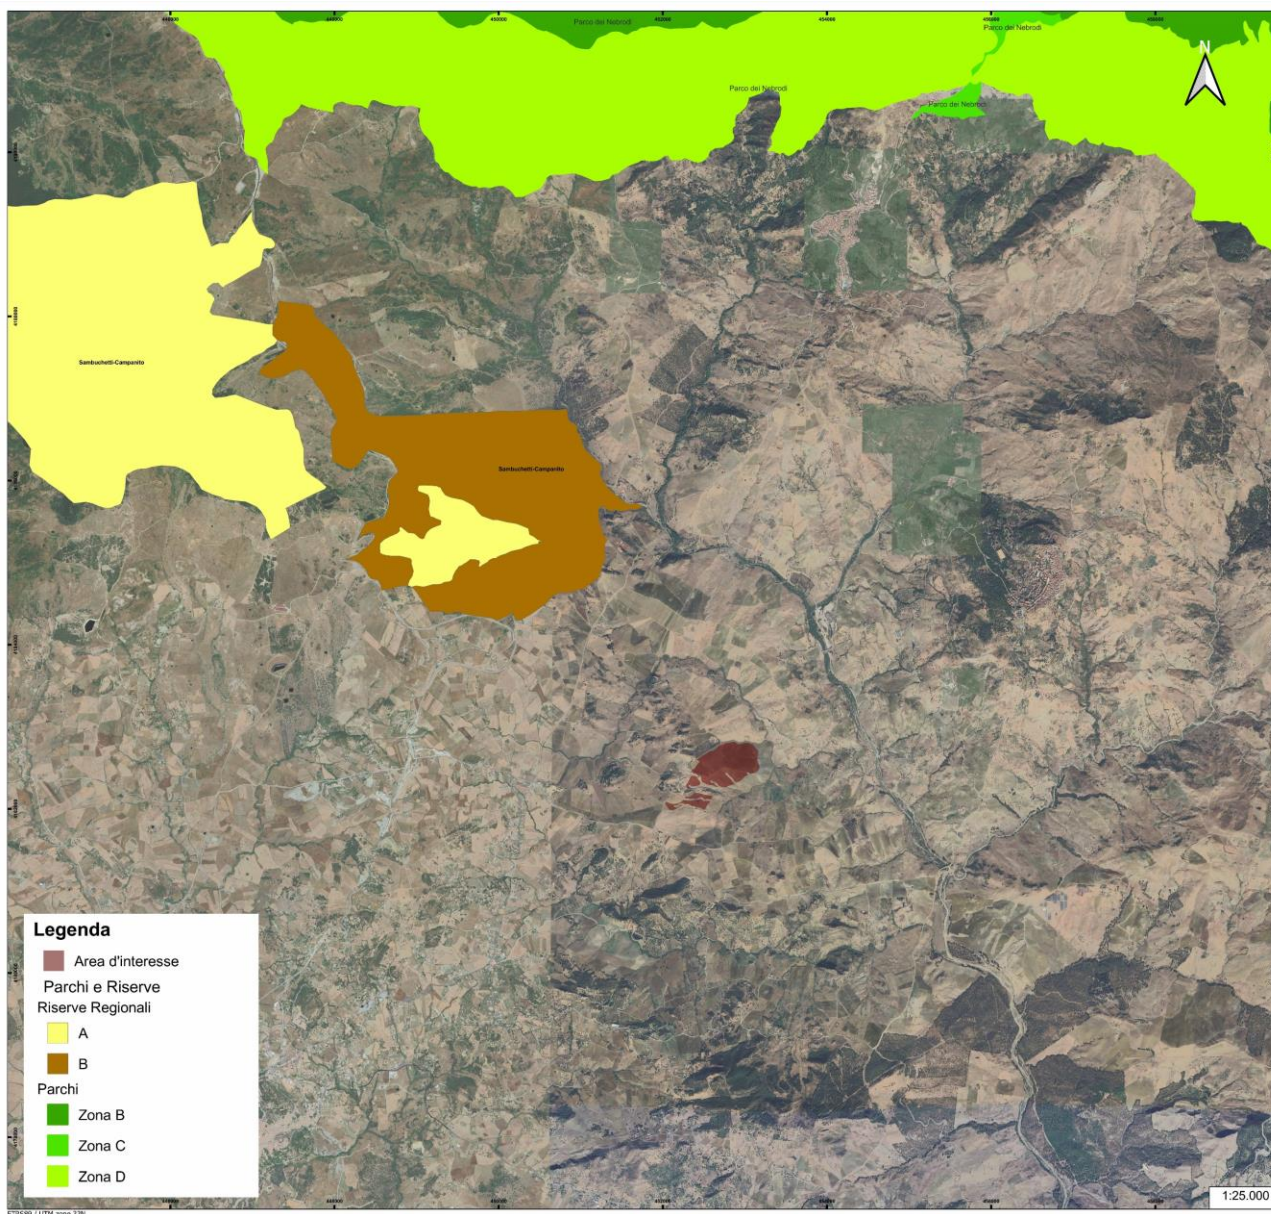 Parco dei Nebrodi
Parco dei Nebrodi
N
Parco dei Nebrodi
Parco dei Nebrodi
Sambuchetti-Campanito
Sambuchetti-Campanito
Legenda
Area d'interesse
Parchi e Riserve
Riserve Regionali
A
B
Parchi
Zona B
Zona C
Zona D
1:25.000